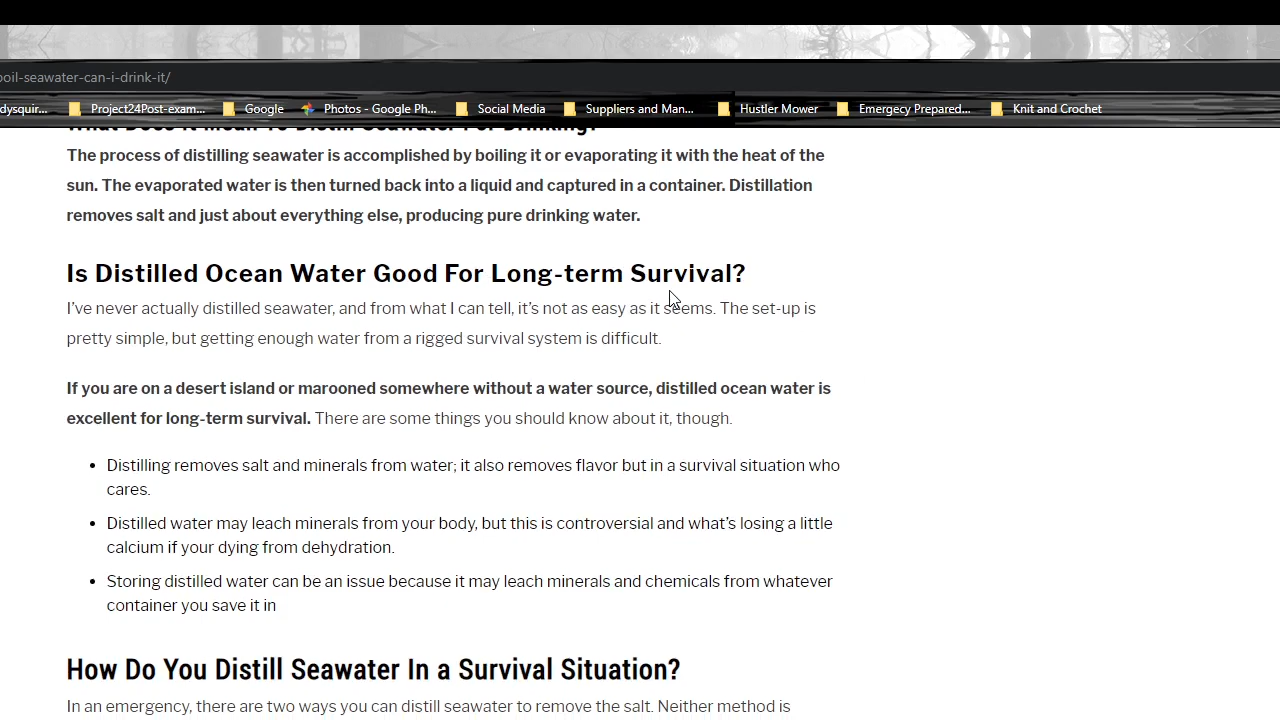 boil-seawater-can-i-drink-it/
dysquir... Project24Post-exam... Google Photos - Google Ph... Social Media Suppliers and Man... Hustler Mower Emergecy Prepared... Knit and Crochet
What Does It Mean To Distill Seawater For Drinking?
The process of distilling seawater is accomplished by boiling it or evaporating it with the heat of the
sun. The evaporated water is then turned back into a liquid and captured in a container. Distillation
removes salt and just about everything else, producing pure drinking water.
Is Distilled Ocean Water Good For Long-term Survival?
I've never actually distilled seawater, and from what I can tell, it's not as easy as it seems. The set-up is
pretty simple, but getting enough water from a rigged survival system is difficult.
If you are on a desert island or marooned somewhere without a water source, distilled ocean water is
excellent for long-term survival. There are some things you should know about it, though.
• Distilling removes salt and minerals from water; it also removes flavor but in a survival situation who
cares.
• Distilled water may leach minerals from your body, but this is controversial and what's losing a little
calcium if your dying from dehydration.
• Storing distilled water can be an issue because it may leach minerals and chemicals from whatever
container you save it in
How Do You Distill Seawater In a Survival Situation?
In an emergency, there are two ways you can distill seawater to remove the salt. Neither method is